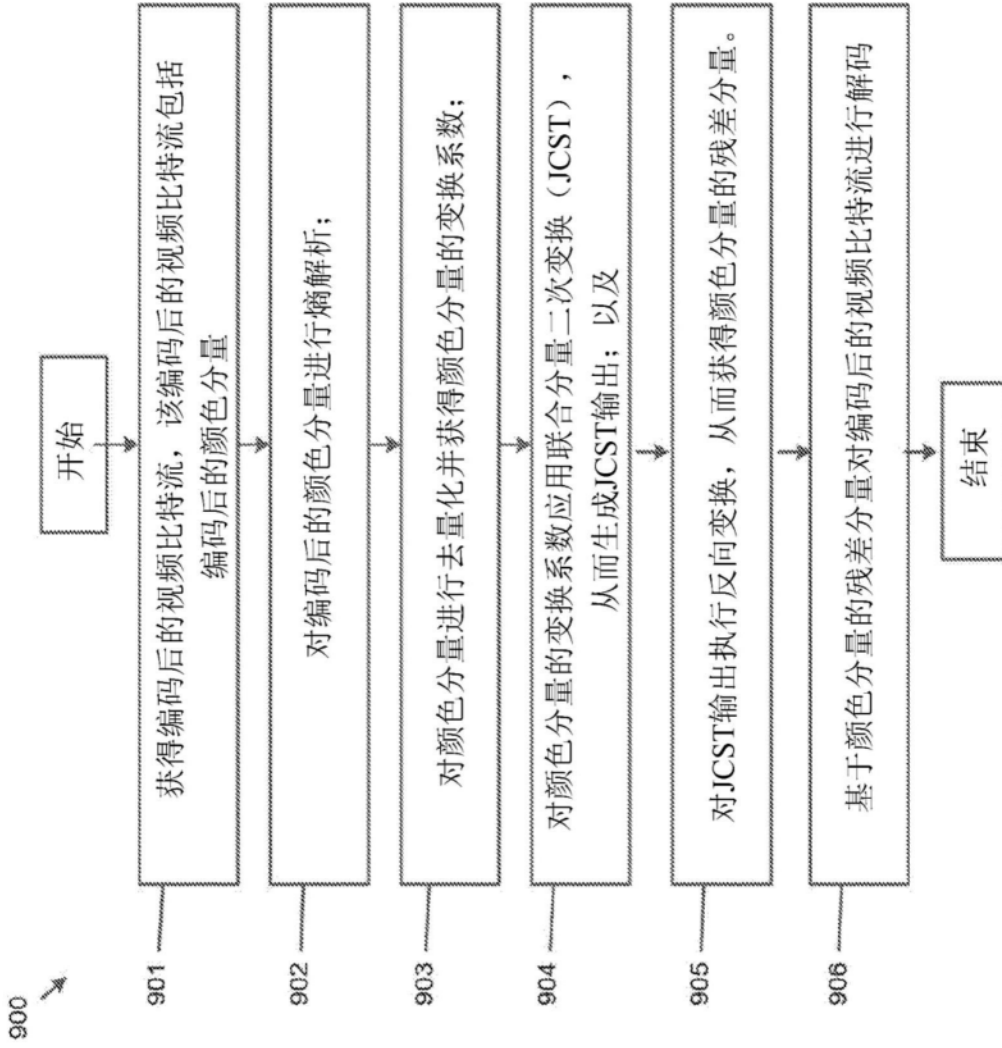 900
开始
901
获得编码后的视频比特流，该编码后的视频比特流包括
编码后的颜色分量
902
对编码后的颜色分量进行熵解析；
903
对颜色分量进行去量化并获得颜色分量的变换系数；
904
对颜色分量的变换系数应用联合分量二次变换（JCST），
从而生成JCST输出；以及
905
对JCST输出执行反向变换，从而获得颜色分量的残差分量。
906
基于颜色分量的残差分量对编码后的视频比特流进行解码
结束